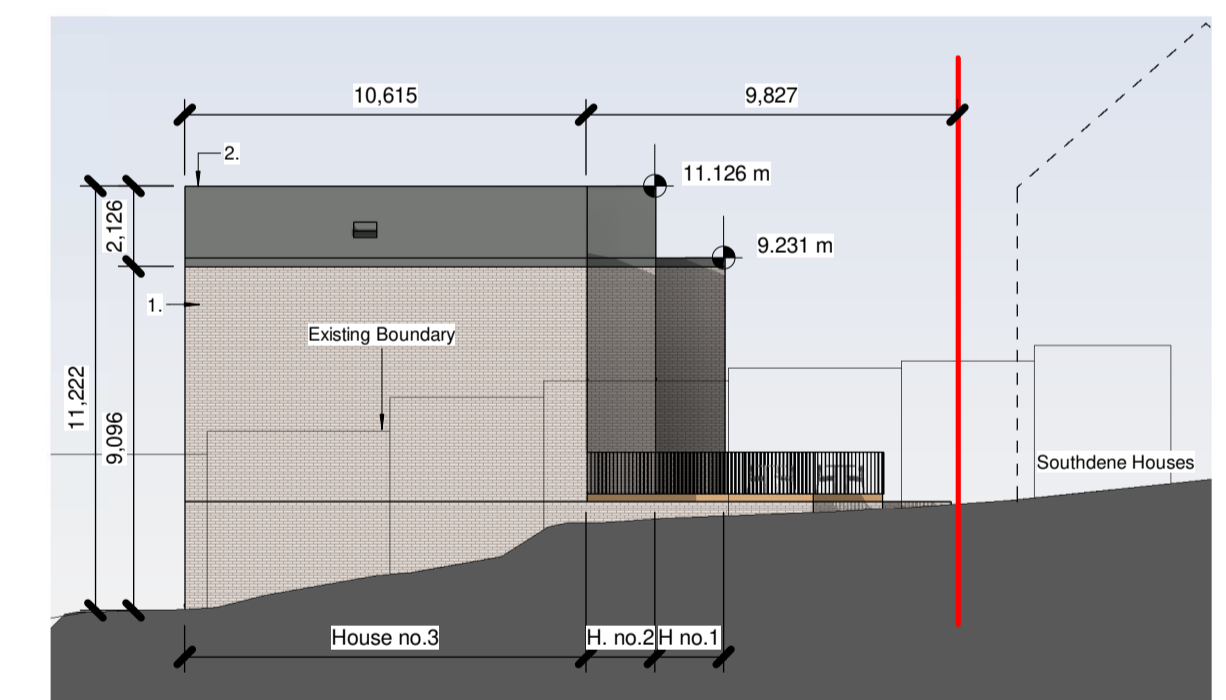 10,615
9,827
2.
11.126 m
2,126
9.231 m
1.
Existing Boundary
11,222
9,096
Southdene Houses
House no.3
H. no.2
H no.1